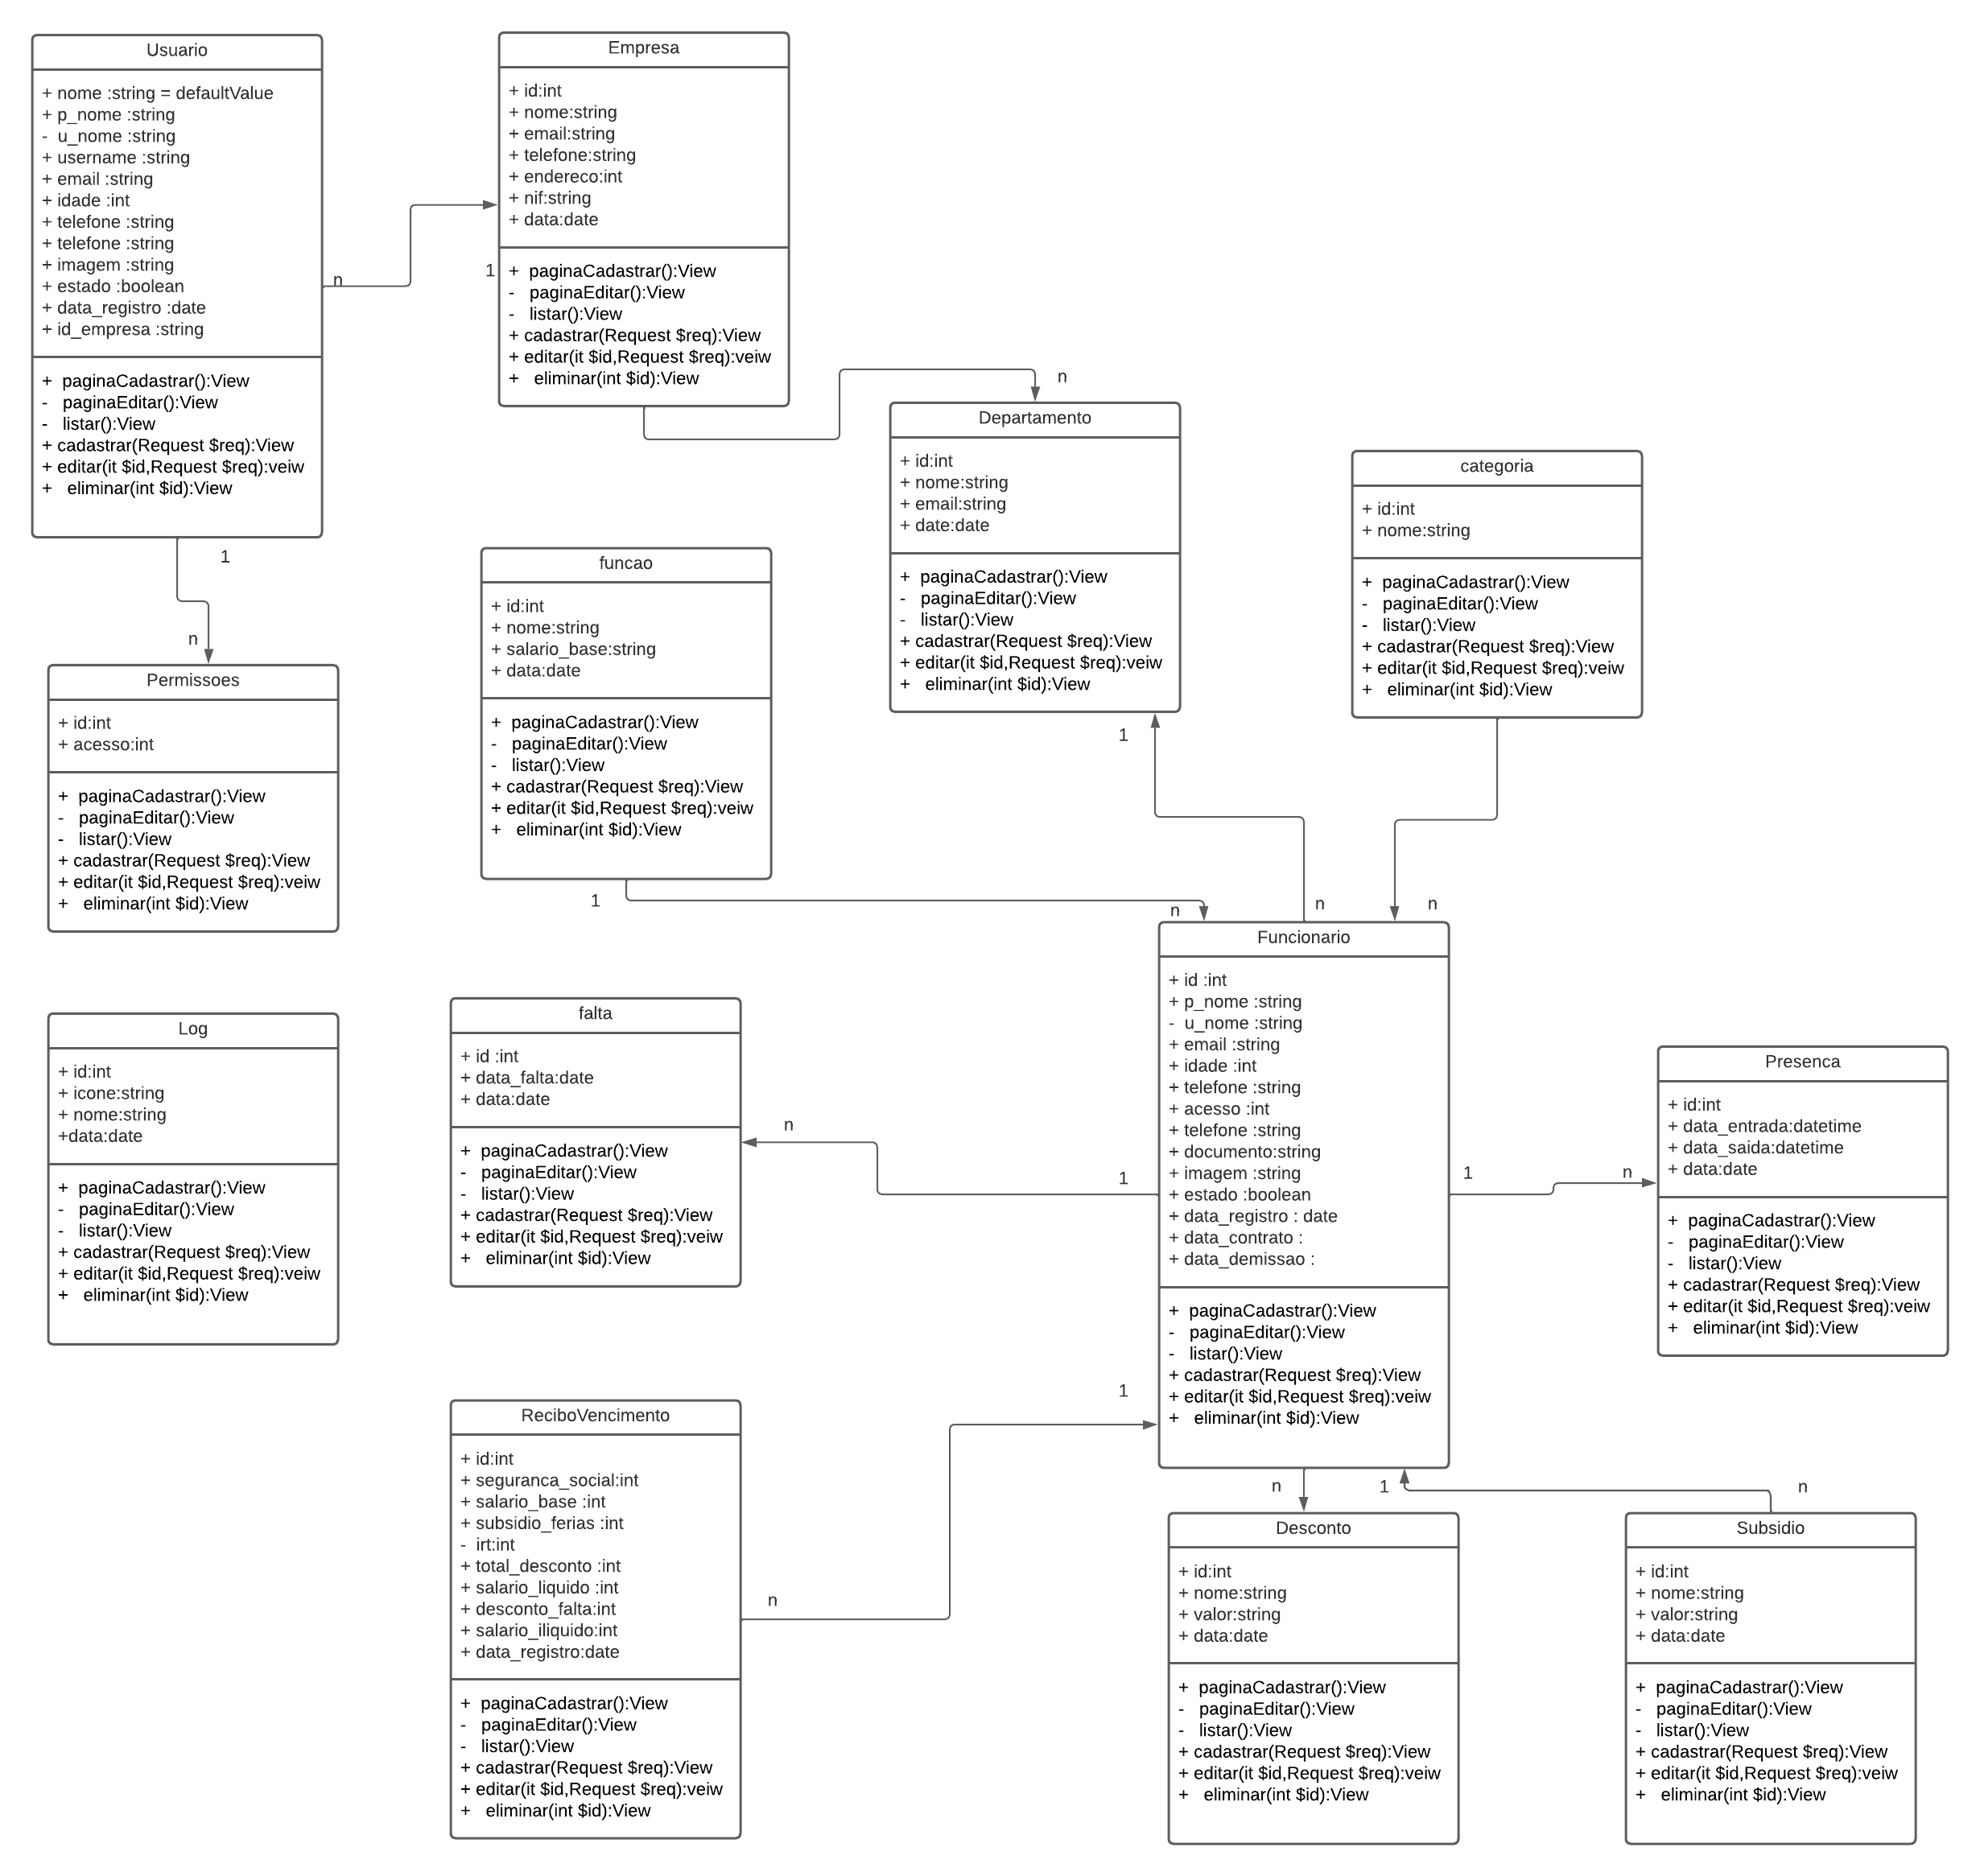 Usuario
+ nome :string = defaultValue
+ p_nome :string
- u_nome :string
+ username :string
+ email :string
+ idade :int
+ telefone :string
+ telefone :string
+ imagem :string
+ estado :boolean
+ data_registro :date
+ id_empresa :string
+ paginaCadastrar():View
- paginaEditar():View
- listar():View
+ cadastrar(Request $req):View
+ editar(it $id,Request $req):veiw
+ eliminar(int $id):View
n
1
Empresa
+ id:int
+ nome:string
+ email:string
+ telefone:string
+ endereco:int
+ nif:string
+ data:date
+ paginaCadastrar():View
- paginaEditar():View
- listar():View
+ cadastrar(Request $req):View
+ editar(it $id,Request $req):veiw
+ eliminar(int $id):View
n
Departamento
+ id:int
+ nome:string
+ email:string
+ date:date
+ paginaCadastrar():View
- paginaEditar():View
- listar():View
+ cadastrar(Request $req):View
+ editar(it $id,Request $req):veiw
+ eliminar(int $id):View
1
categoria
+ id:int
+ nome:string
+ paginaCadastrar():View
- paginaEditar():View
- listar():View
+ cadastrar(Request $req):View
+ editar(it $id,Request $req):veiw
+ eliminar(int $id):View
1
n
Permissoes
+ id:int
+ acesso:int
+ paginaCadastrar():View
- paginaEditar():View
- listar():View
+ cadastrar(Request $req):View
+ editar(it $id,Request $req):veiw
+ eliminar(int $id):View
funcao
+ id:int
+ nome:string
+ salario_base:string
+ data:date
+ paginaCadastrar():View
- paginaEditar():View
- listar():View
+ cadastrar(Request $req):View
+ editar(it $id,Request $req):veiw
+ eliminar(int $id):View
1
n
n
n
Funcionario
+ id :int
+ p_nome :string
- u_nome :string
+ email :string
+ idade :int
+ telefone :string
+ acesso :int
+ telefone :string
+ documento:string
+ imagem :string
+ estado :boolean
+ data_registro : date
+ data_contrato :
+ data_demissao :
+ paginaCadastrar():View
- paginaEditar():View
- listar():View
+ cadastrar(Request $req):View
+ editar(it $id,Request $req):veiw
+ eliminar(int $id):View
Log
+ id:int
+ icone:string
+ nome:string
+data:date
+ paginaCadastrar():View
- paginaEditar():View
- listar():View
+ cadastrar(Request $req):View
+ editar(it $id,Request $req):veiw
+ eliminar(int $id):View
falta
+ id :int
+ data_falta:date
+ data:date
+ paginaCadastrar():View
- paginaEditar():View
- listar():View
+ cadastrar(Request $req):View
+ editar(it $id,Request $req):veiw
+ eliminar(int $id):View
n
1
1
n
Presenca
+ id:int
+ data_entrada:datetime
+ data_saida:datetime
+ data:date
+ paginaCadastrar():View
- paginaEditar():View
- listar():View
+ cadastrar(Request $req):View
+ editar(it $id,Request $req):veiw
+ eliminar(int $id):View
1
ReciboVencimento
+ id:int
+ seguranca_social:int
+ salario_base :int
+ subsidio_ferias :int
- irt:int
+ total_desconto :int
+ salario_liquido :int
+ desconto_falta:int
+ salario_iliquido:int
+ data_registro:date
+ paginaCadastrar():View
- paginaEditar():View
- listar():View
+ cadastrar(Request $req):View
+ editar(it $id,Request $req):veiw
+ eliminar(int $id):View
n
n
1
n
Desconto
+ id:int
+ nome:string
+ valor:string
+ data:date
+ paginaCadastrar():View
- paginaEditar():View
- listar():View
+ cadastrar(Request $req):View
+ editar(it $id,Request $req):veiw
+ eliminar(int $id):View
Subsidio
+ id:int
+ nome:string
+ valor:string
+ data:date
+ paginaCadastrar():View
- paginaEditar():View
- listar():View
+ cadastrar(Request $req):View
+ editar(it $id,Request $req):veiw
+ eliminar(int $id):View